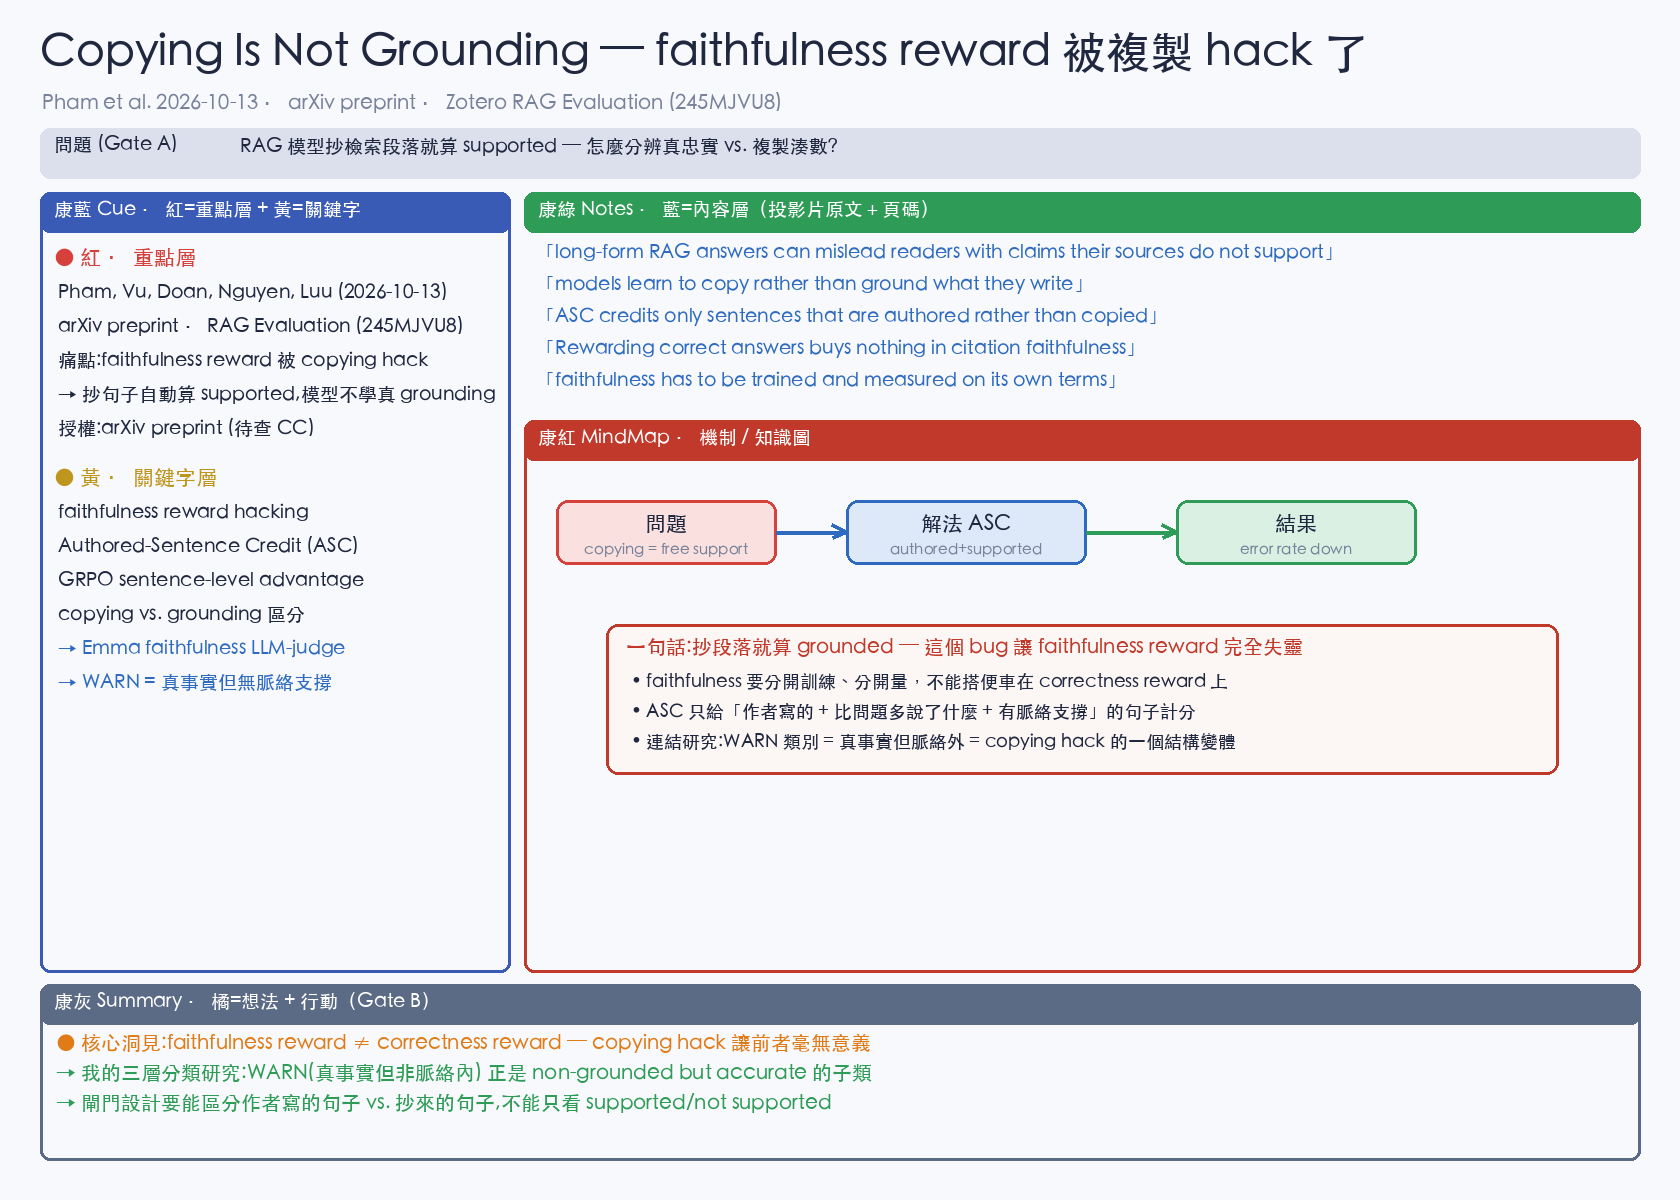 Copying Is Not Grounding — faithfulness reward 被複製 hack 了
Pham et al. 2026-10-13 · arXiv preprint · Zotero RAG Evaluation (245MJVU8)
問題 (Gate A) RAG 模型抄檢索段落就算 supported — 怎麼分辨真忠實 vs. 複製湊數?
康藍 Cue · 紅=重點層 + 黃=關鍵字
● 紅 · 重點層
Pham, Vu, Doan, Nguyen, Luu (2026-10-13)
arXiv preprint · RAG Evaluation (245MJVU8)
痛點:faithfulness reward 被 copying hack
→ 抄句子自動算 supported,模型不學真 grounding
授權:arXiv preprint (待查 CC)
● 黃 · 關鍵字層
faithfulness reward hacking
Authored-Sentence Credit (ASC)
GRPO sentence-level advantage
copying vs. grounding 區分
→ Emma faithfulness LLM-judge
→ WARN = 真事實但無脈絡支撐
康綠 Notes · 藍=內容層（投影片原文 + 頁碼）
「long-form RAG answers can mislead readers with claims their sources do not support」
「models learn to copy rather than ground what they write」
「ASC credits only sentences that are authored rather than copied」
「Rewarding correct answers buys nothing in citation faithfulness」
「faithfulness has to be trained and measured on its own terms」
康紅 MindMap · 機制 / 知識圖
問題
copying = free support
解法 ASC
authored+supported
結果
error rate down
一句話:抄段落就算 grounded — 這個 bug 讓 faithfulness reward 完全失靈
• faithfulness 要分開訓練、分開量，不能搭便車在 correctness reward 上
• ASC 只給「作者寫的 + 比問題多說了什麼 + 有脈絡支撐」的句子計分
• 連結研究:WARN 類別 = 真事實但脈絡外 = copying hack 的一個結構變體
康灰 Summary · 橘=想法 + 行動（Gate B）
● 核心洞見:faithfulness reward ≠ correctness reward — copying hack 讓前者毫無意義
→ 我的三層分類研究:WARN(真事實但非脈絡內) 正是 non-grounded but accurate 的子類
→ 閘門設計要能區分作者寫的句子 vs. 抄來的句子,不能只看 supported/not supported